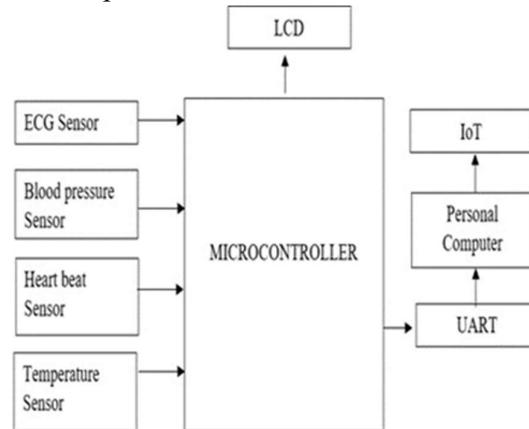 LCD
ECG Sensor
Blood pressure
Sensor
Heart beat
Sensor
Temperature
Sensor
MICROCONTROLLER
IoT
Personal
Computer
UART